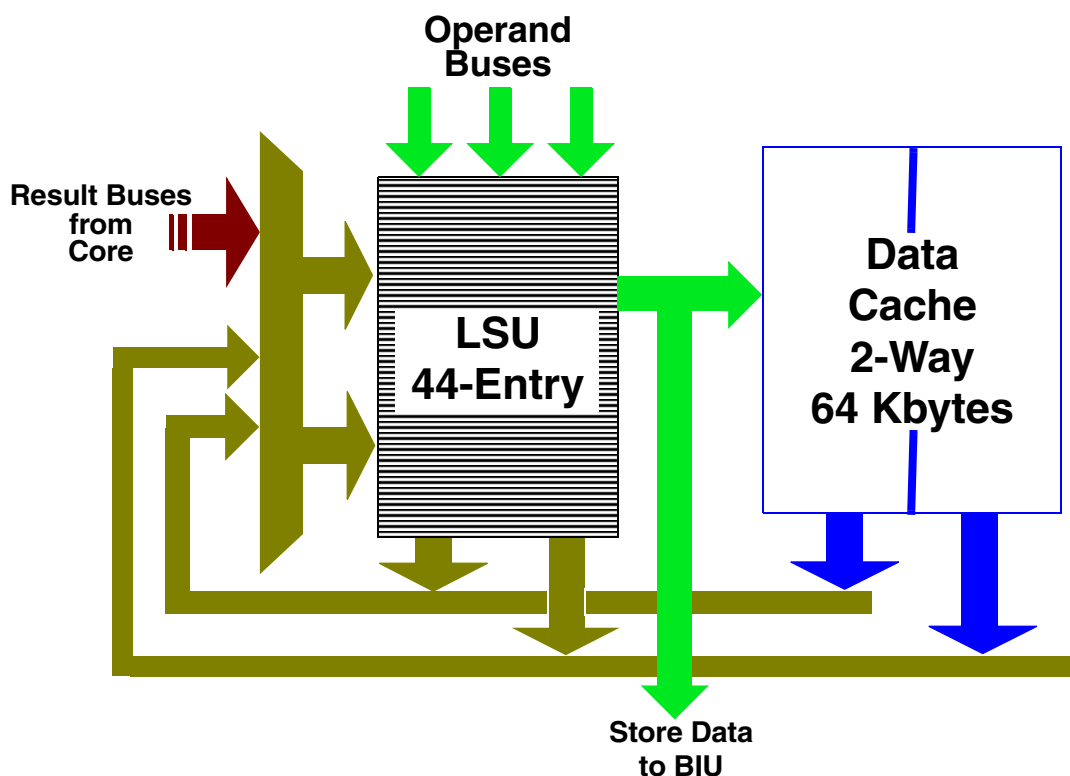 Operand
Buses
Result Buses
from
Core
LSU
44-Entry
Data
Cache
2-Way
64 Kbytes
Store Data
to BIU